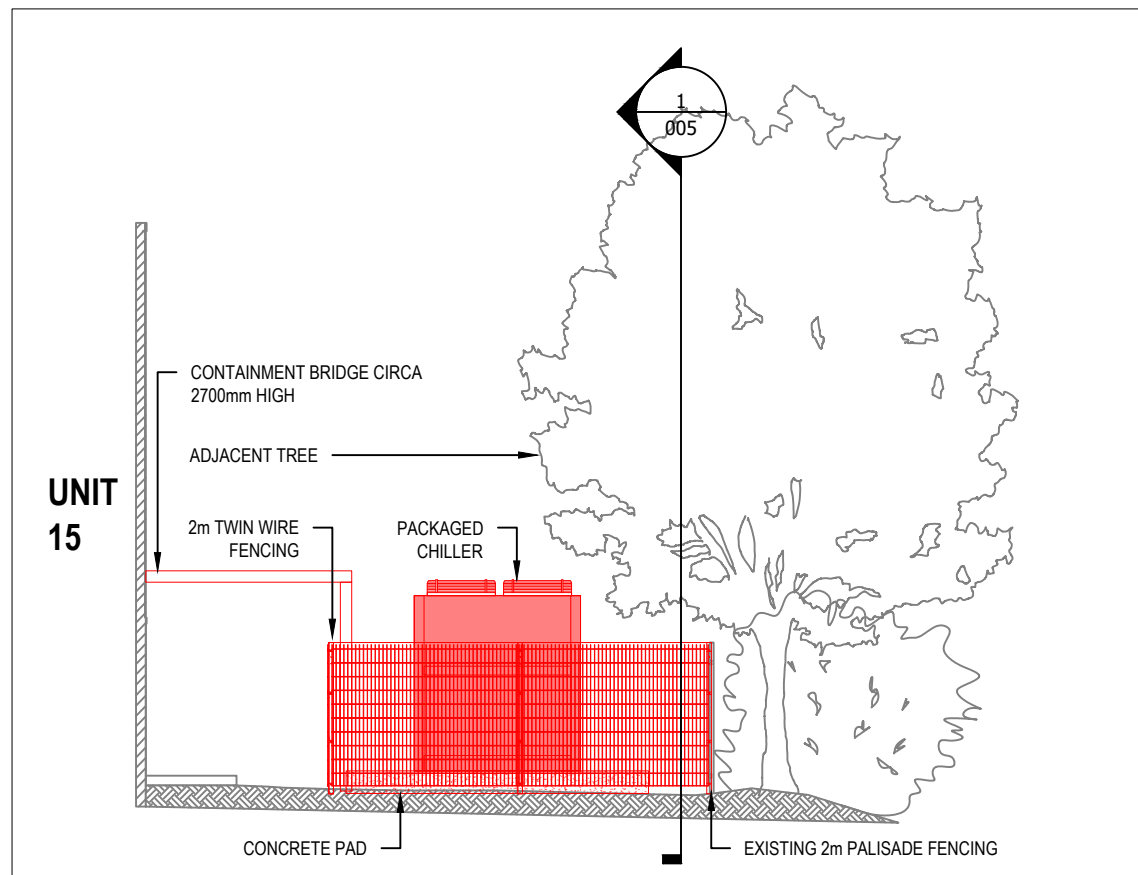 1
005
CONTAINMENT BRIDGE CIRCA
2700mm HIGH
ADJACENT TREE
UNIT
15
2m TWIN WIRE
FENCING
PACKAGED
CHILLER
CONCRETE PAD
EXISTING 2m PALISADE FENCING